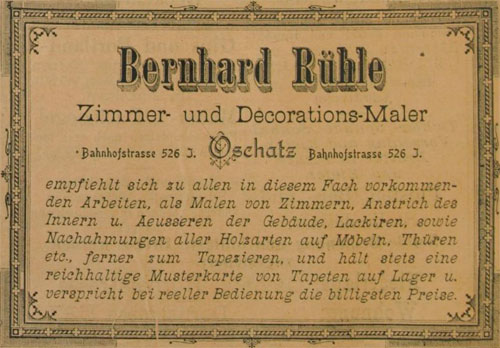 Bernhard Rühle
Zimmer- und Decorations-Maler
Bahnhofstrasse 526 J. Oschatz Bahnhofstrasse 526 J.
empfiehlt sich zu allen in diesem Fach vorkommen-
den Arbeiten, als Malen von Zimmern, Anstrich des
Innern u. Aeusseren der Gebäude, Lackiren, sowie
Nachahmungen aller Holzarten auf Möbeln, Thüren
etc., ferner zum Tapezieren, und hält stets eine
reichhaltige Musterkarte von Tapeten auf Lager u.
verspricht bei reeller Bedienung die billigsten Preise.